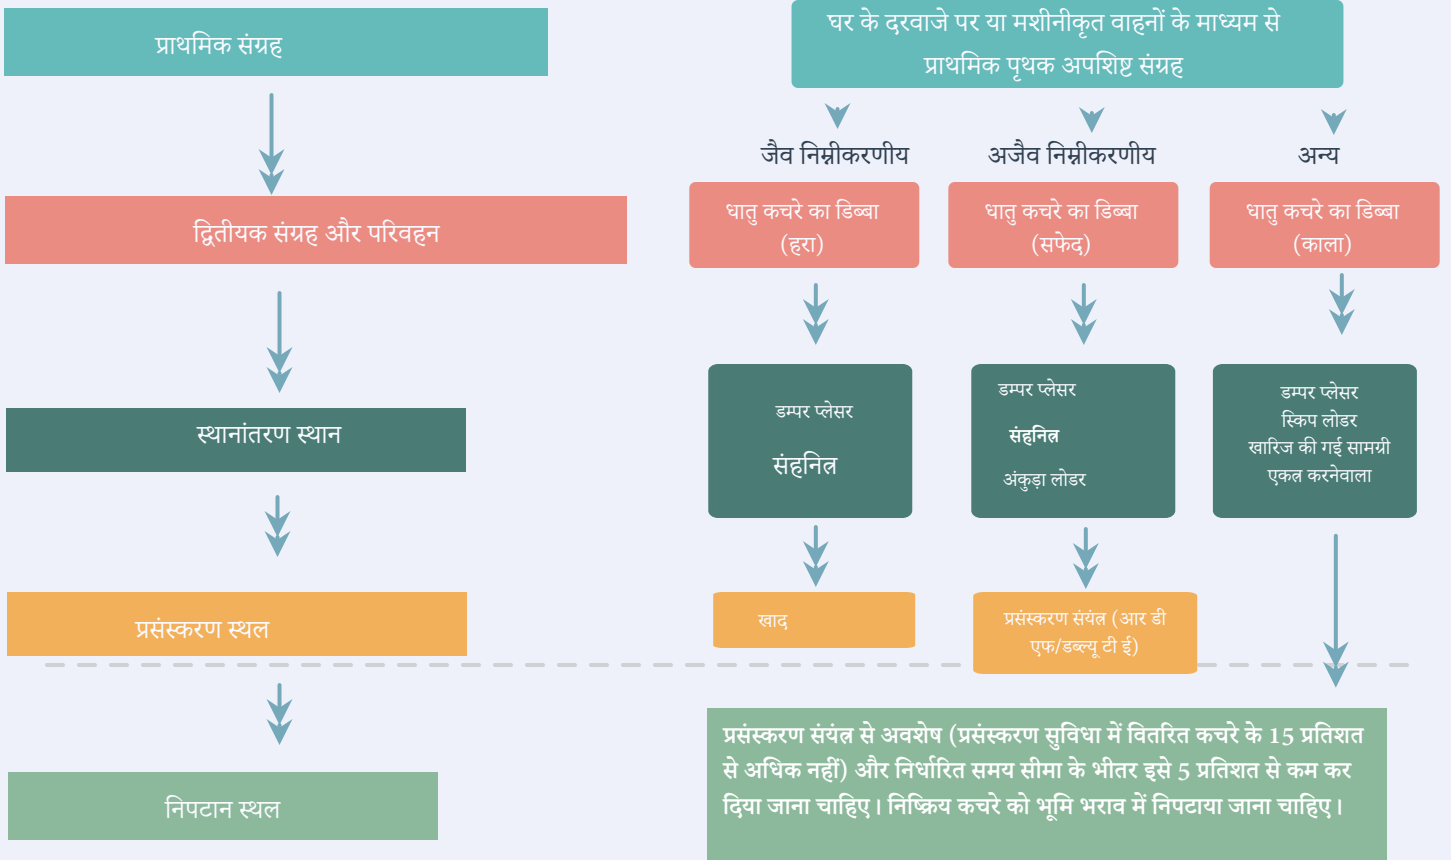 प्राथमिक संग्रह
घर के दरवाजे पर या मशीनीकृत वाहनों के माध्यम से
प्राथमिक पृथक अपशिष्ट संग्रह
जैव निम्नीकरणीय
अजैव निम्नीकरणीय
अन्य
द्वितीयक संग्रह और परिवहन
धातु कचरे का डिब्बा
(हरा)
धातु कचरे का डिब्बा
(सफेद)
धातु कचरे का डिब्बा
(काला)
स्थानांतरण स्थान
डम्पर प्लेसर
संहनित्र
डम्पर प्लेसर
संहनित्र
अंकुड़ा लोडर
डम्पर प्लेसर
स्किप लोडर
खारिज की गई सामग्री
एकत्र करनेवाला
प्रसंस्करण स्थल
खाद
प्रसंस्करण संयंत्र (आर डी
एफ/डब्ल्यू टी ई)
निपटान स्थल
प्रसंस्करण संयंत्र से अवशेष (प्रसंस्करण सुविधा में वितरित कचरे के 15 प्रतिशत
से अधिक नहीं) और निर्धारित समय सीमा के भीतर इसे 5 प्रतिशत से कम कर
दिया जाना चाहिए। निष्क्रिय कचरे को भूमि भराव में निपटाया जाना चाहिए।